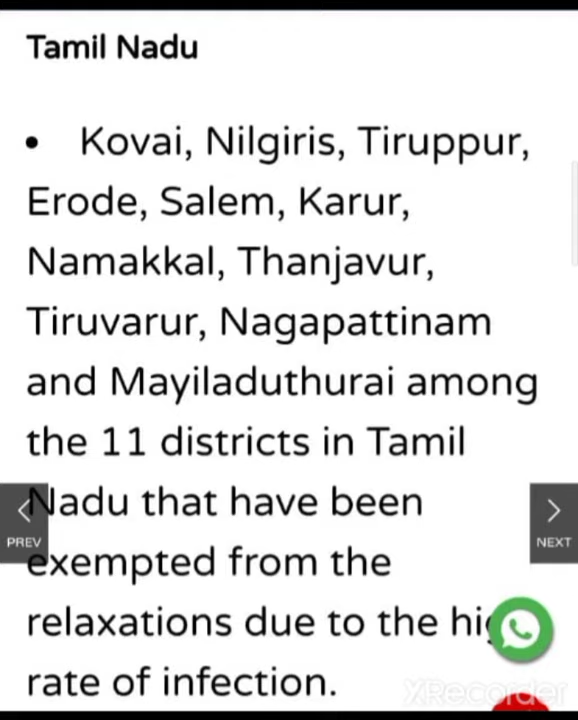 Tamil Nadu
• Kovai, Nilgiris, Tiruppur,
Erode, Salem, Karur,
Namakkal, Thanjavur,
Tiruvarur, Nagapattinam
and Mayiladuthurai among
the 11 districts in Tamil
Nadu that have been
PREV
NEXT
exempted from the
relaxations due to the
rate of infection.
XRecorder